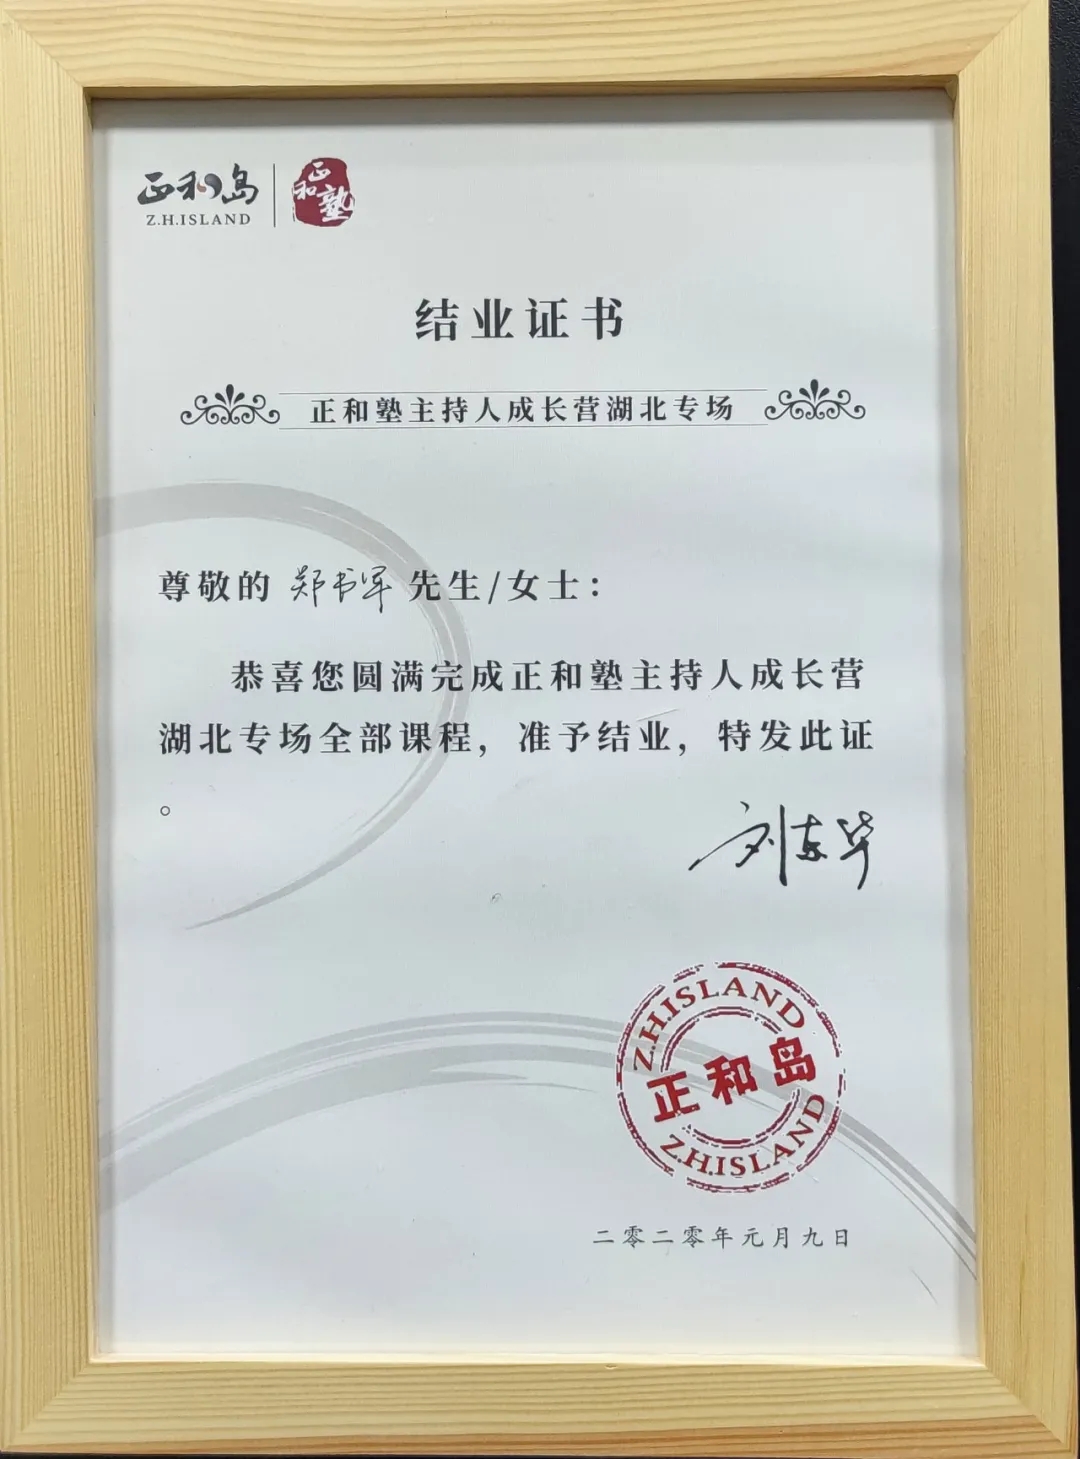 正和岛
Z.H.ISLAND
正和塾
结业证书
正和塾主持人成长营湖北专场
尊敬的 郑书军 先生/女士：
恭喜您圆满完成正和塾主持人成长营
湖北专场全部课程，准予结业，特发此证
。
刘东华
Z.H.ISLAND
正和岛
Z.H.ISLAND
二零二零年元月九日